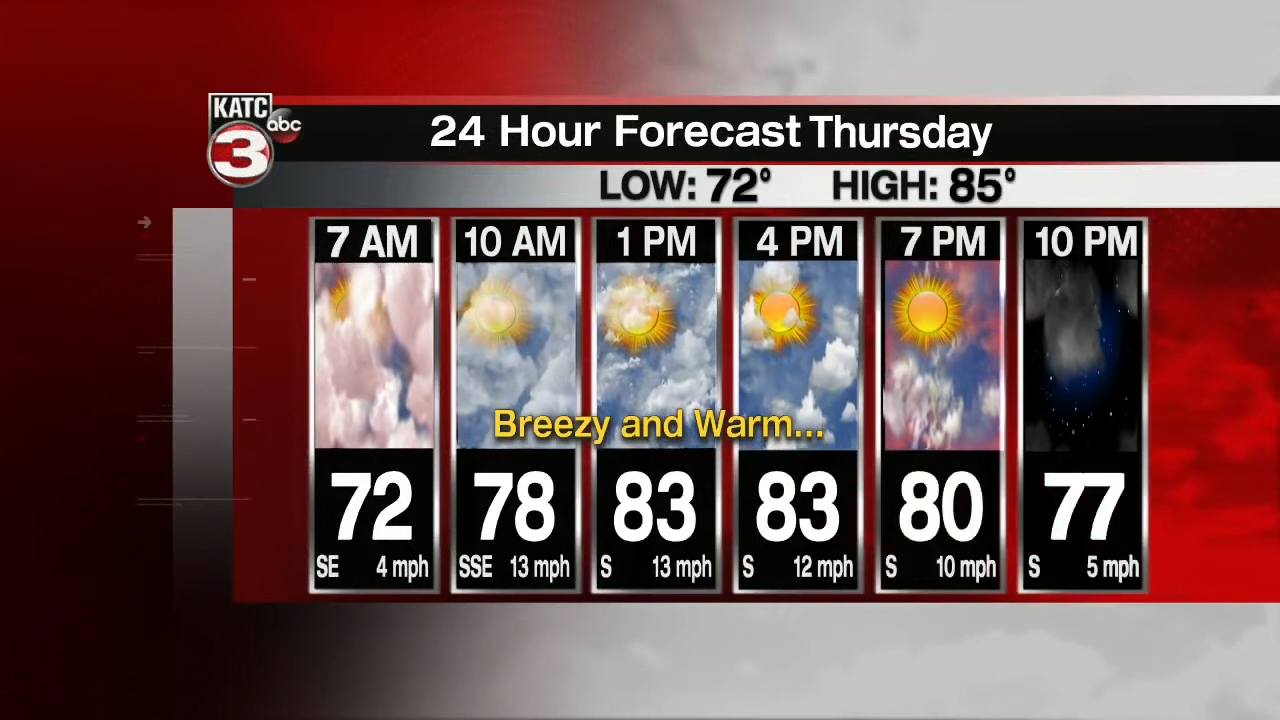 KATC
abc
3
24 Hour Forecast Thursday
LOW: 72° HIGH: 85°
7 AM 10 AM 1 PM 4 PM 7 PM 10 PM
Breezy and Warm...
72 78 83 83 80 77
SE 4 mph SSE 13 mph S 13 mph S 12 mph S 10 mph S 5 mph